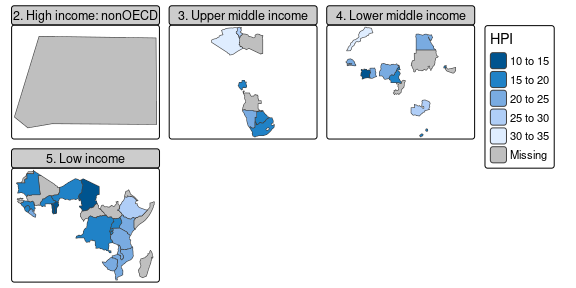 2. High income: nonOECD
3. Upper middle income
4. Lower middle income
HPI
10 to 15
15 to 20
20 to 25
25 to 30
30 to 35
Missing
5. Low income